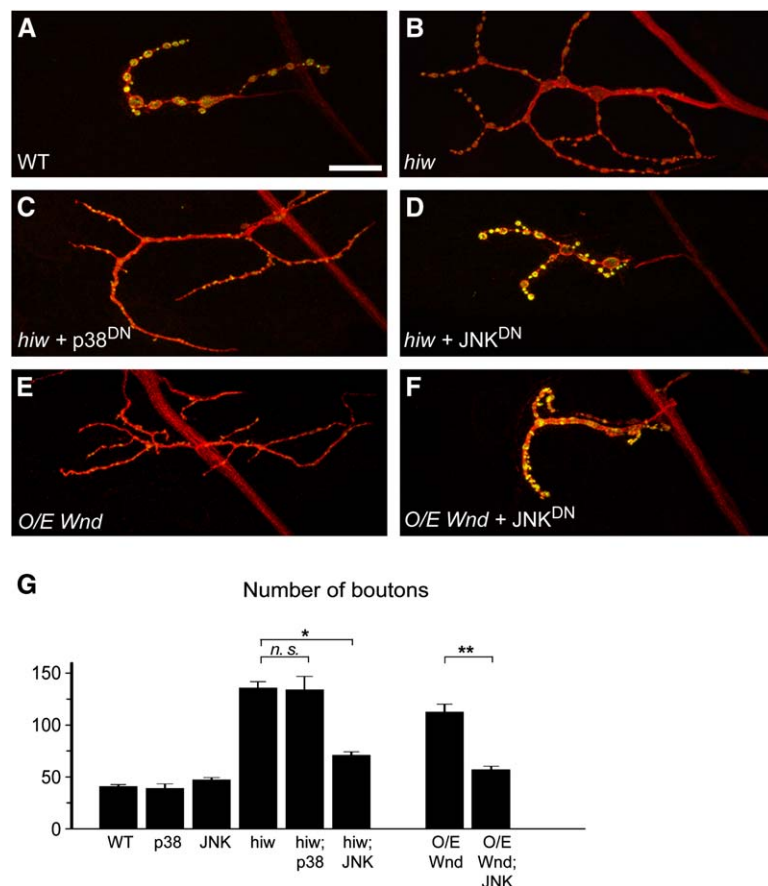 A
WT
B
hiw
C
hiw + p38DN
D
hiw + JNKDN
E
O/E Wnd
F
O/E Wnd + JNKDN
G
Number of boutons
*
n. s.
**
150
100
50
0
WT
p38
JNK
hiw
hiw;
p38
hiw;
JNK
O/E
Wnd
O/E
Wnd;
JNK